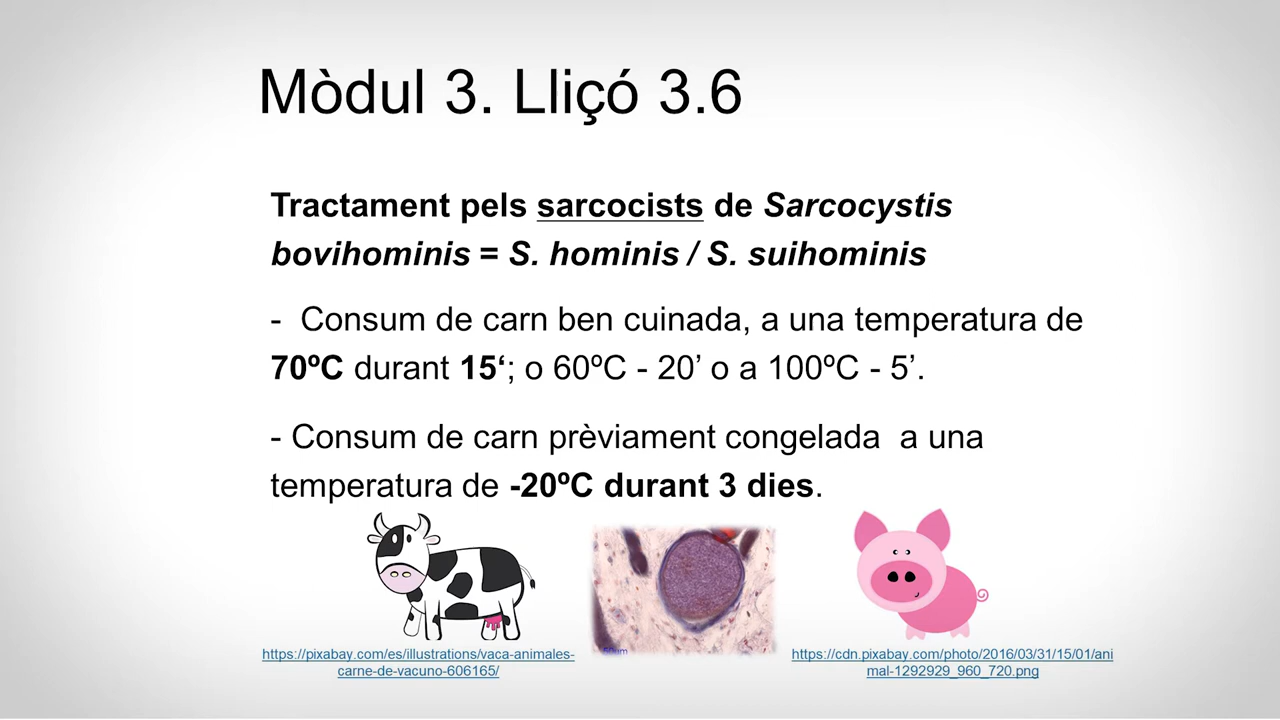 Mòdul 3. Lliçó 3.6
Tractament pels sarcocists de Sarcocystis
bovihominis = S. hominis / S. suihominis
- Consum de carn ben cuinada, a una temperatura de
70ºC durant 15‘; o 60ºC - 20’ o a 100ºC - 5’.
- Consum de carn prèviament congelada a una
temperatura de -20ºC durant 3 dies.
https://pixabay.com/es/illustrations/vaca-animales-
carne-de-vacuno-606165/
https://cdn.pixabay.com/photo/2016/03/31/15/01/ani
mal-1292929_960_720.png